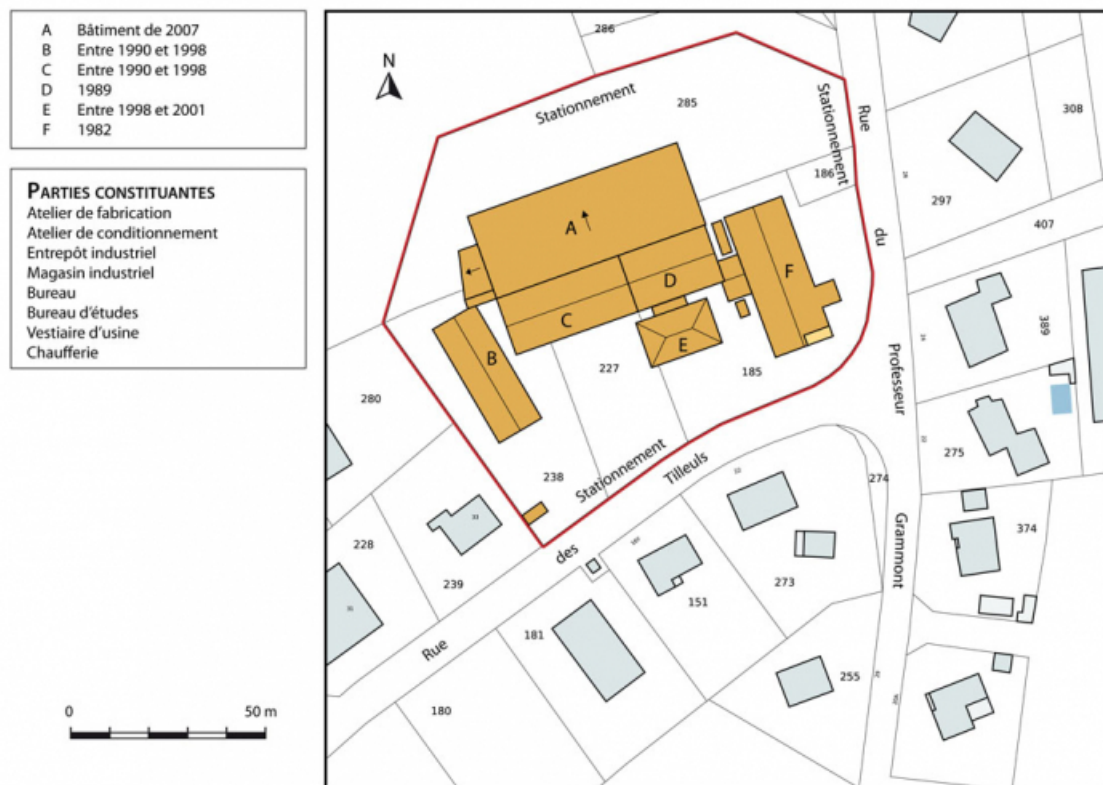 A Bâtiment de 2007
B Entre 1990 et 1998
C Entre 1990 et 1998
D 1989
E Entre 1998 et 2001
F 1982
PARTIES CONSTITUANTES
Atelier de fabrication
Atelier de conditionnement
Entrepôt industriel
Magasin industriel
Bureau
Bureau d'études
Vestiaire d'usine
Chaufferie
0 50 m
N
286
Stationnement
285
Stationnement
Rue
308
186
297
A
du
407
D
F
C
E
B
389
227
185
Professeur
280
275
Stationnement
Tilleuls
238
274
Grammont
374
228
239
des
273
151
Rue
181
255
180